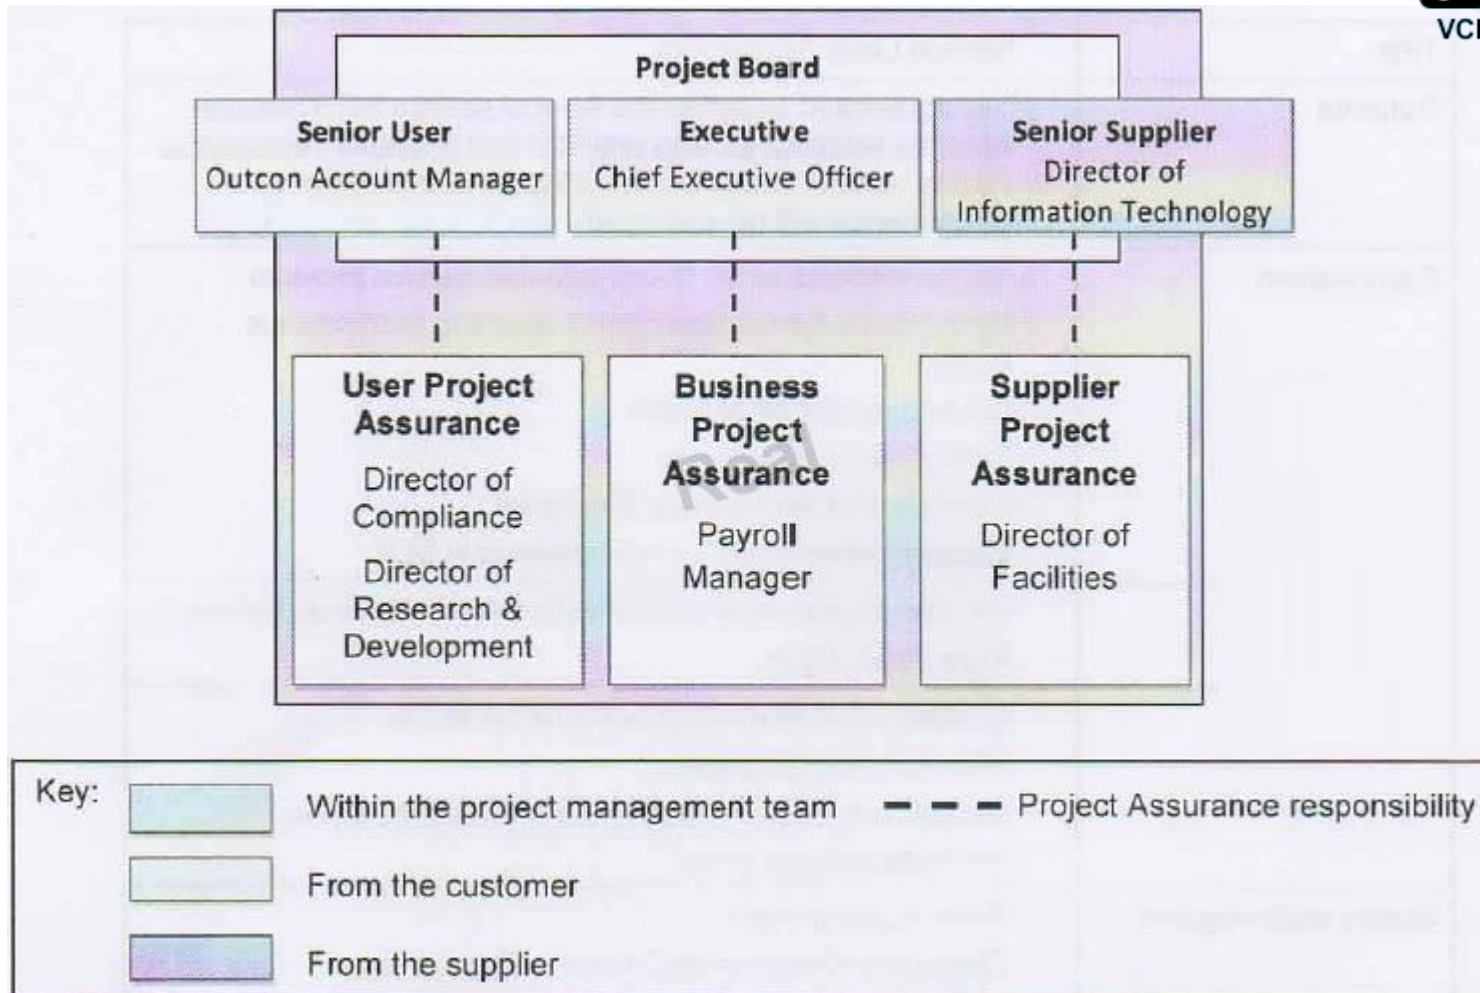 VCE
Project Board
Senior User
Outcon Account Manager
Executive
Chief Executive Officer
Senior Supplier
Director of
Information Technology
User Project
Assurance
Director of
Compliance
Director of
Research &
Development
Business
Project
Assurance
Real
Payroll
Manager
Supplier
Project
Assurance
Director of
Facilities
Key:
Within the project management team
Project Assurance responsibility
From the customer
From the supplier